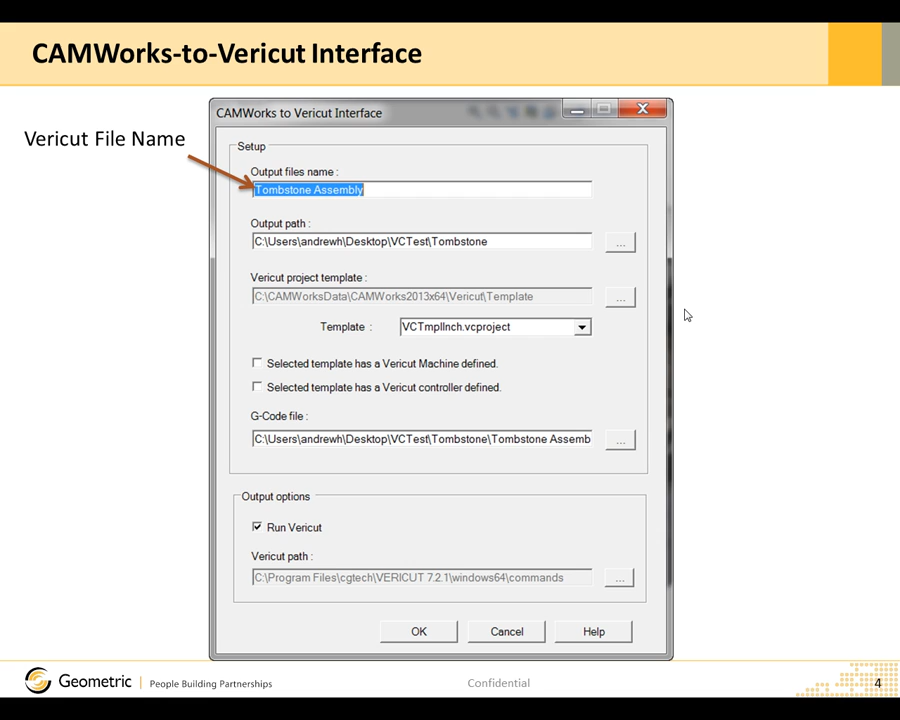 CAMWorks-to-Vericut Interface
Vericut File Name
CAMWorks to Vericut Interface
Setup
Output files name :
Tombstone Assembly
Output path :
C:\Users\andrewh\Desktop\VCTest\Tombstone
...
Vericut project template :
C:\CAMWorksData\CAMWorks2013x64\Vericut\Template
...
Template :
VCTmplInch.vcproject
Selected template has a Vericut Machine defined.
Selected template has a Vericut controller defined.
G-Code file :
C:\Users\andrewh\Desktop\VCTest\Tombstone\Tombstone Assemb
...
Output options
Run Vericut
Vericut path :
C:\Program Files\cgtech\VERICUT 7.2.1\windows64\commands
...
OK Cancel Help
Geometric | People Building Partnerships
Confidential
4